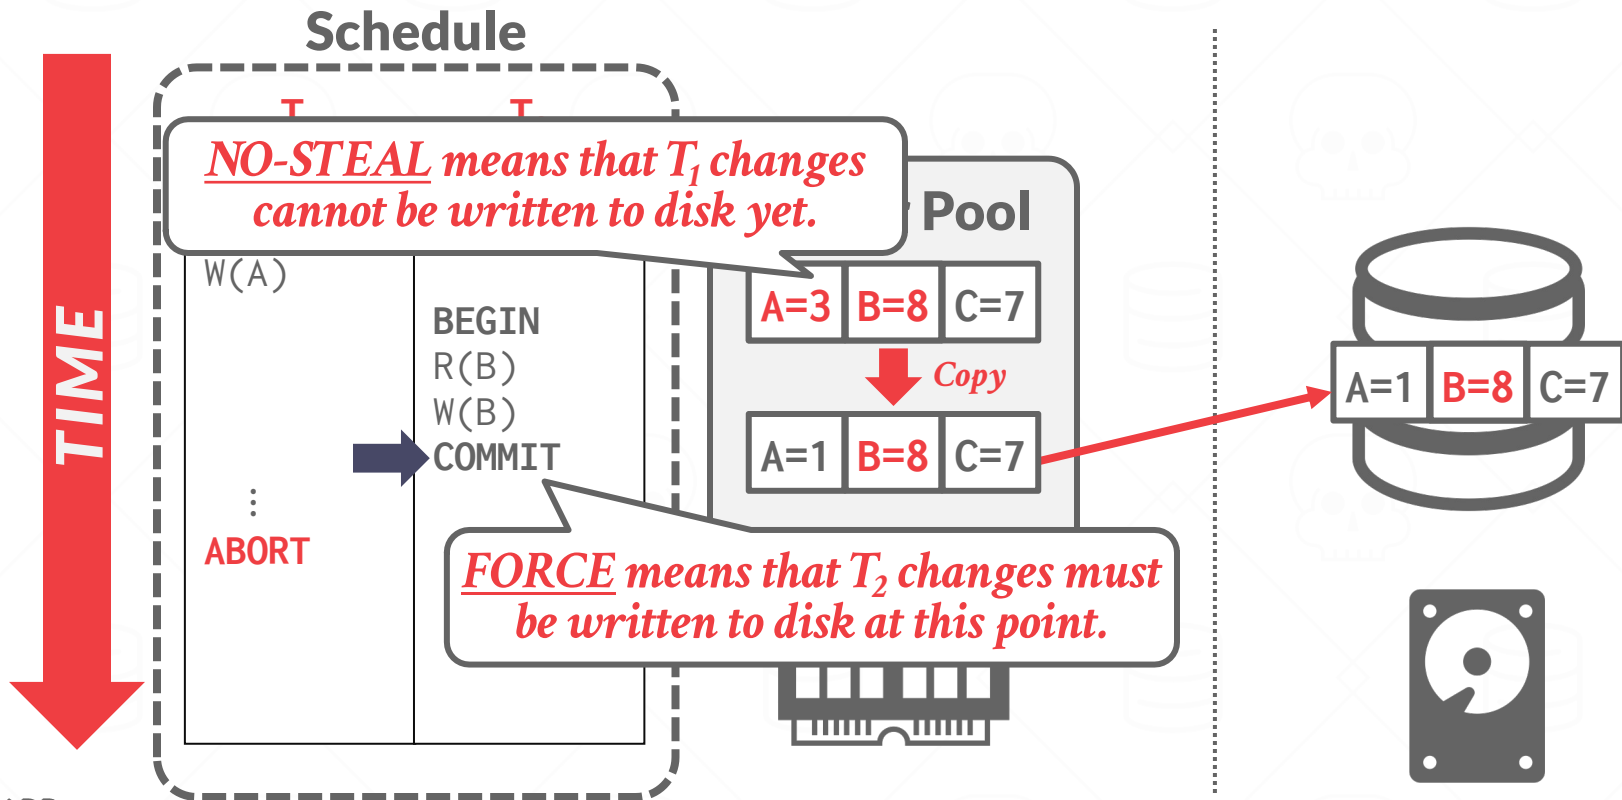 Schedule
T T
NO-STEAL means that T1 changes
cannot be written to disk yet.
Pool
W(A)
A=3 B=8 C=7
BEGIN
R(B)
Copy
W(B)
COMMIT
A=1 B=8 C=7
A=1 B=8 C=7
TIME
⋮
ABORT
FORCE means that T2 changes must
be written to disk at this point.